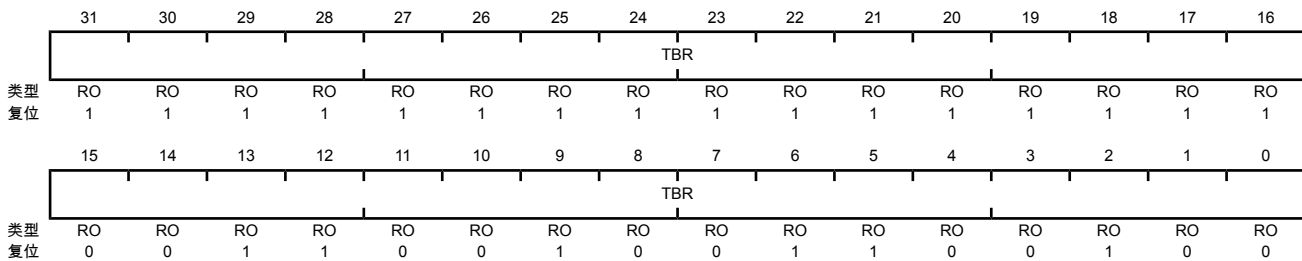 31 30 29 28 27 26 25 24 23 22 21 20 19 18 17 16
TBR
类型 RO RO RO RO RO RO RO RO RO RO RO RO RO RO RO RO
复位 1 1 1 1 1 1 1 1 1 1 1 1 1 1 1 1
15 14 13 12 11 10 9 8 7 6 5 4 3 2 1 0
TBR
类型 RO RO RO RO RO RO RO RO RO RO RO RO RO RO RO RO
复位 0 0 1 1 0 0 1 0 0 1 1 0 0 1 0 0